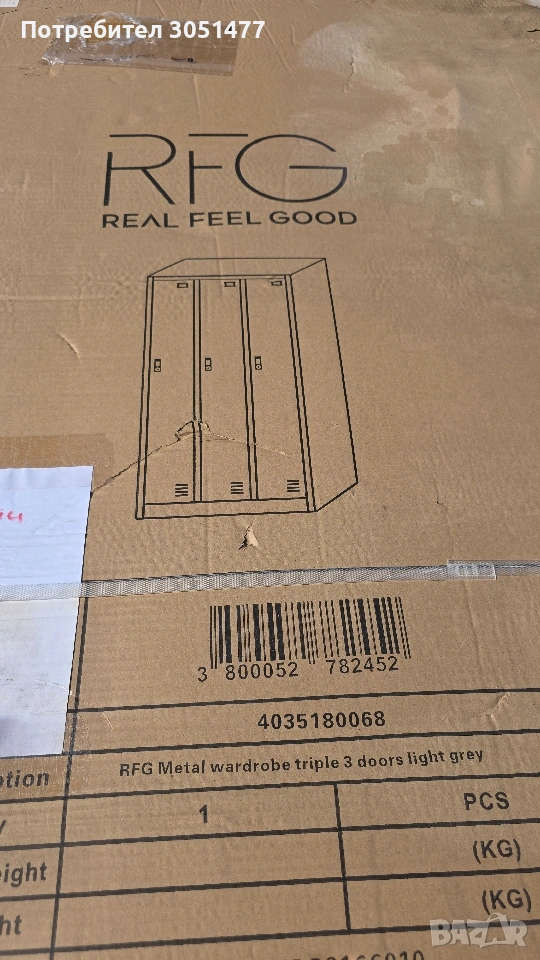 Потребител 3051477
RFG
REAL FEEL GOOD
3 800052 782452
4035180068
RFG Metal wardrobe triple 3 doors light grey
1 PCS
(KG)
(KG)
BAZAR